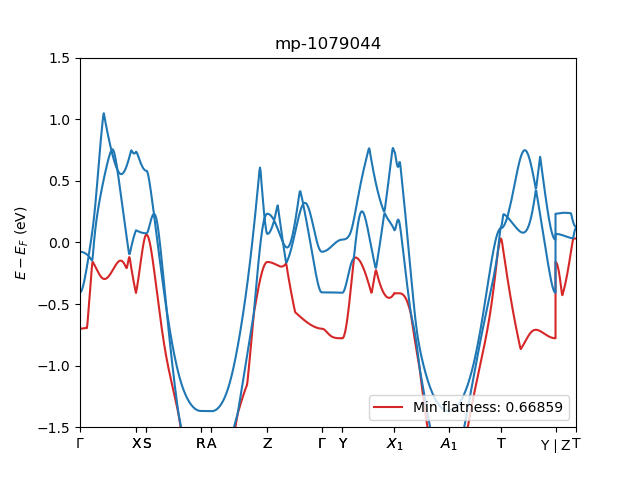 mp-1079044
E − E_F (eV)
1.5
1.0
0.5
0.0
−0.5
−1.0
−1.5
Min flatness: 0.66859
Γ X S R A Z Γ Y X_1 A_1 T Y | Z T